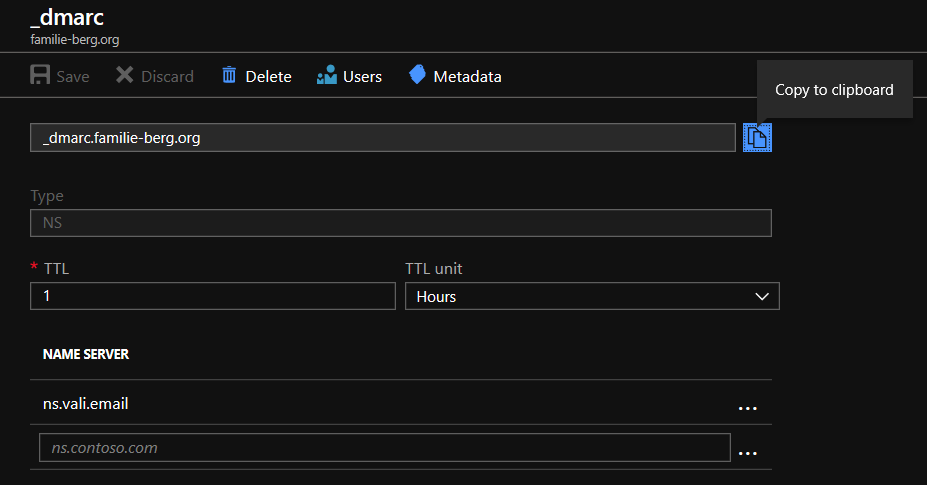 _dmarc
familie-berg.org
Save Discard Delete Users Metadata
Copy to clipboard
_dmarc.familie-berg.org
Type
NS
* TTL TTL unit
1 Hours
NAME SERVER
ns.vali.email ...
ns.contoso.com ...